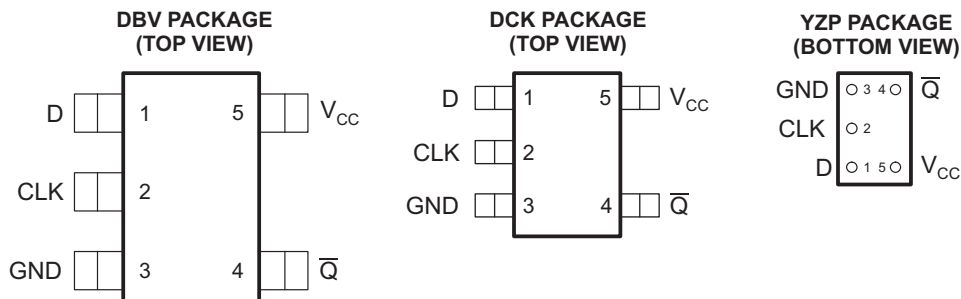 DBV PACKAGE
(TOP VIEW)
D 1 5 VCC
CLK 2
GND 3 4 Q̅
DCK PACKAGE
(TOP VIEW)
D 1 5 VCC
CLK 2
GND 3 4 Q̅
YZP PACKAGE
(BOTTOM VIEW)
GND 3 4 Q̅
CLK 2
D 1 5 VCC